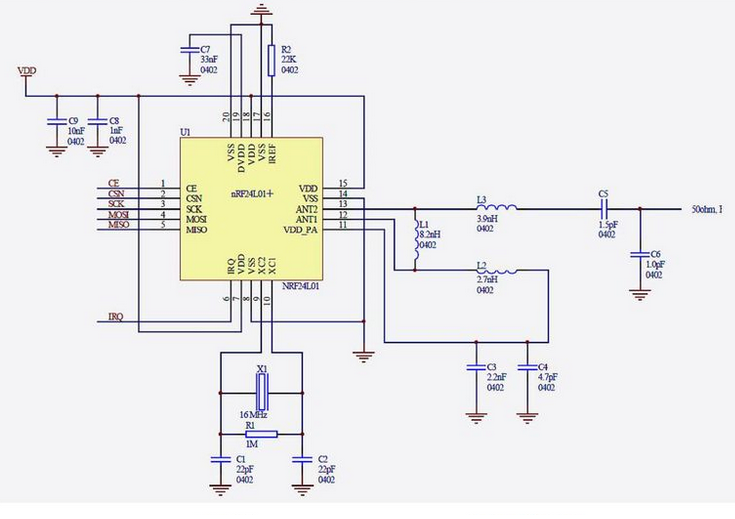 C7
33nF
0402
R2
22K
0402
VDD
C9
10nF
0402
C8
1nF
0402
U1
20
19
18
17
16
VSS
DVDD
VDD
VSS
IREF
CE 1 CE
CSN 2 CSN
SCK 3 SCK
MOSI 4 MOSI
MISO 5 MISO
nRF24L01+
VDD 15
VSS 14
ANT2 13
ANT1 12
VDD_PA 11
IRQ
VDD
VSS
XC2
XC1
NRF24L01
6
7
8
9
10
IRQ
L3
3.9nH
0402
L1
8.2nH
0402
L2
2.7nH
0402
C5
1.5pF
0402
50ohm,
C6
1.0pF
0402
C3
2.2nF
0402
C4
4.7pF
0402
X1
16 MHz
R1
1M
C1
22pF
0402
C2
22pF
0402